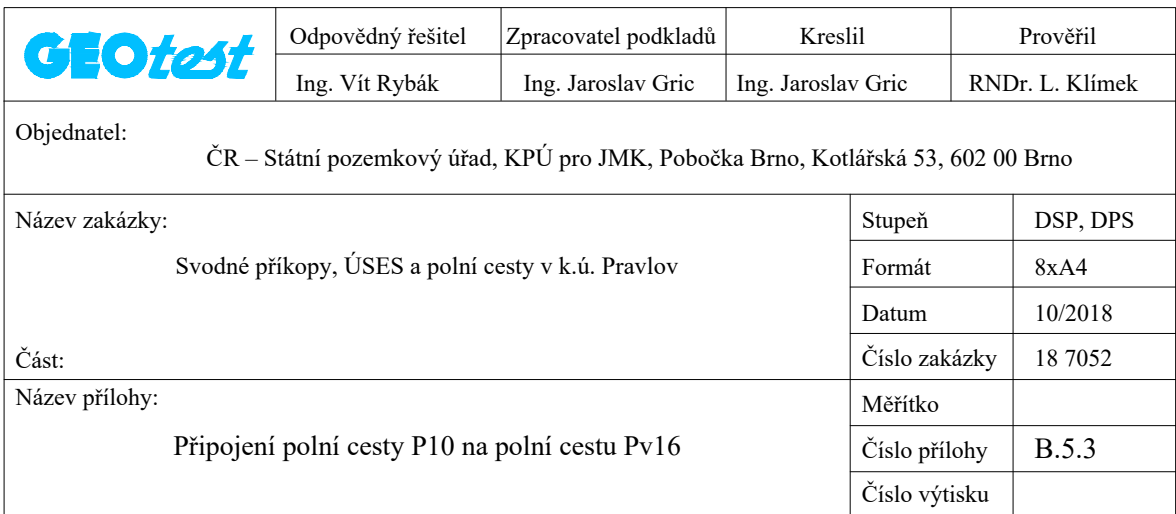 GEOtest
Odpovědný řešitel
Zpracovatel podkladů
Kreslil
Prověřil
Ing. Vít Rybák
Ing. Jaroslav Gric
Ing. Jaroslav Gric
RNDr. L. Klímek
Objednatel:
ČR – Státní pozemkový úřad, KPÚ pro JMK, Pobočka Brno, Kotlářská 53, 602 00 Brno
Název zakázky:
Svodné příkopy, ÚSES a polní cesty v k.ú. Pravlov
Část:
Stupeň
DSP, DPS
Formát
8xA4
Datum
10/2018
Číslo zakázky
18 7052
Název přílohy:
Připojení polní cesty P10 na polní cestu Pv16
Měřítko
Číslo přílohy
B.5.3
Číslo výtisku